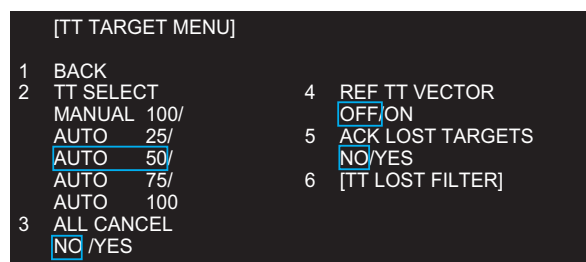 [TT TARGET MENU]
1 BACK
2 TT SELECT
MANUAL 100/
AUTO 25/
AUTO 50/
AUTO 75/
AUTO 100
3 ALL CANCEL
NO /YES
4 REF TT VECTOR
OFF/ON
5 ACK LOST TARGETS
NO/YES
6 [TT LOST FILTER]